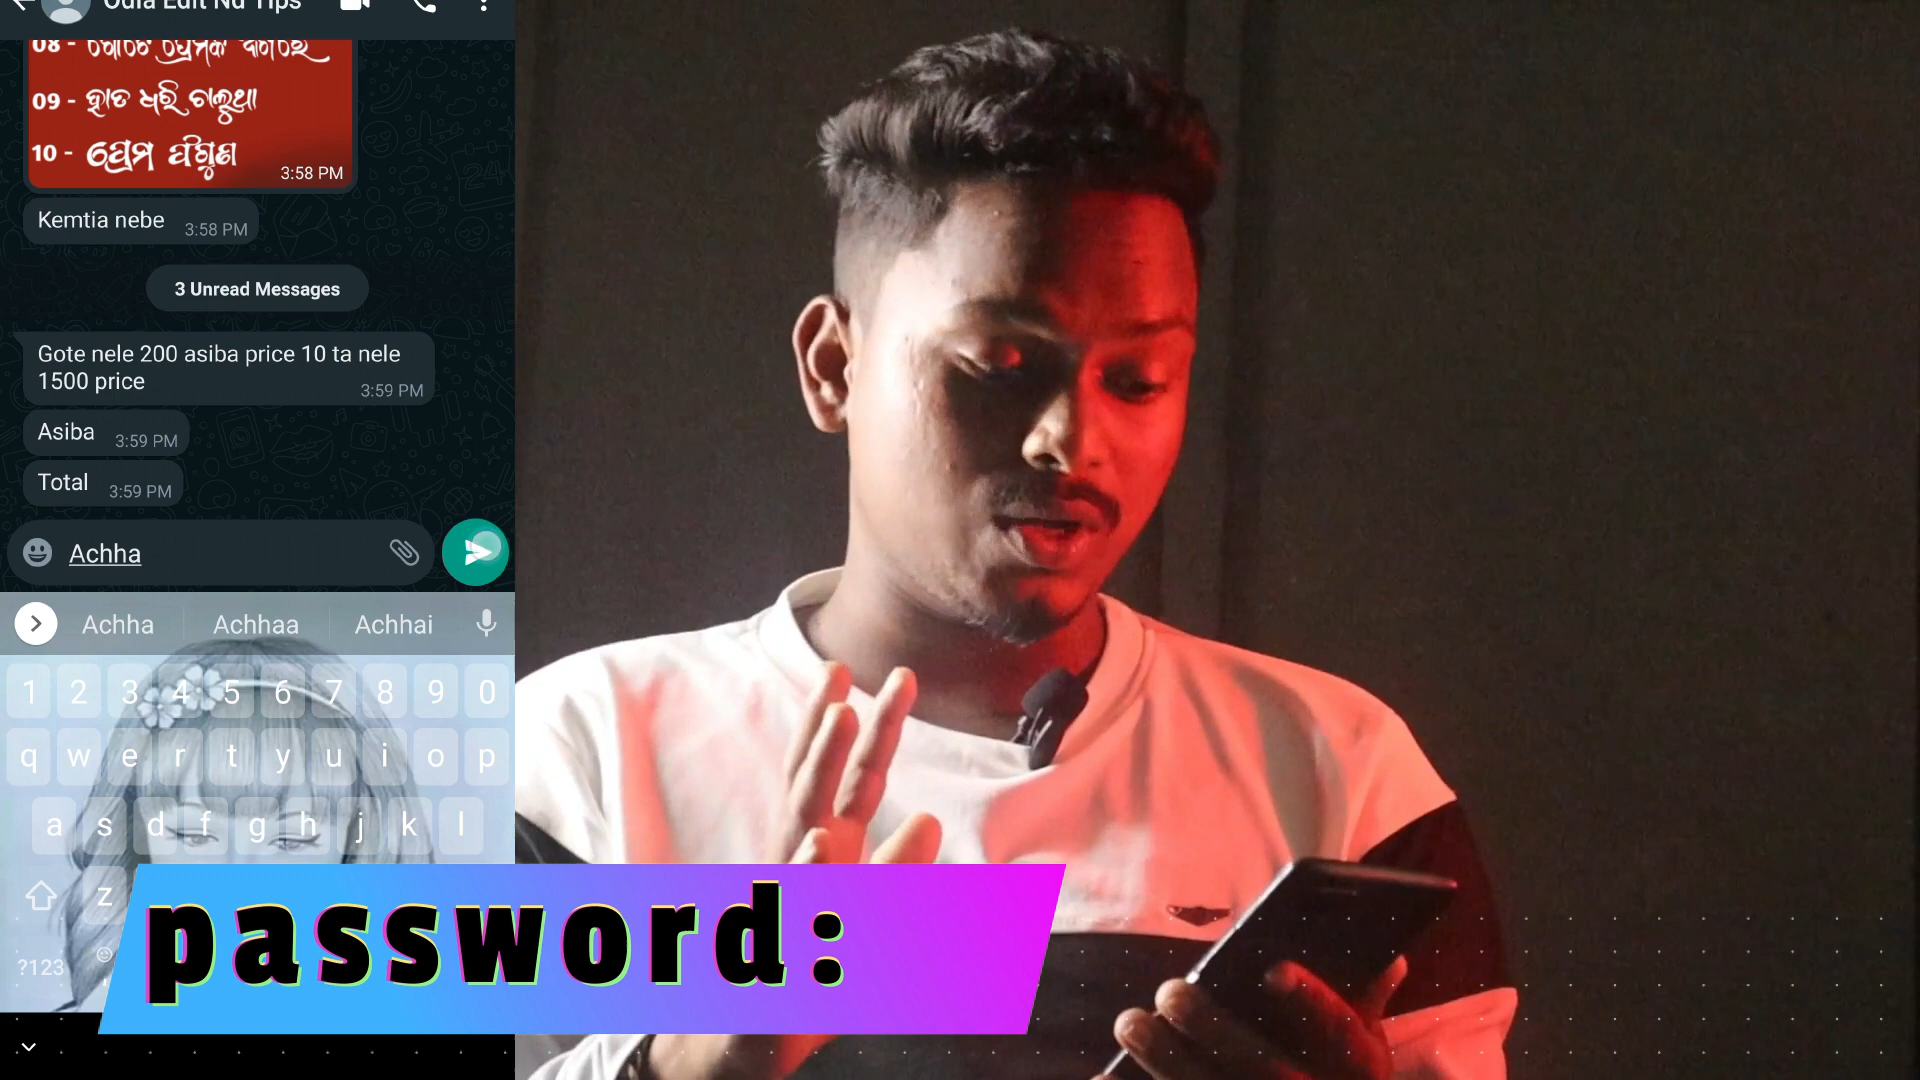 Odia Edit Nd Tips
08 - ଗୋଟେ ପ୍ରେମିକ
09 - ହାତ ଧରି ଚାଲୁଥା
10 - ପ୍ରେମ ଫଗୁଣ
3:58 PM
Kemtia nebe 3:58 PM
3 Unread Messages
Gote nele 200 asiba price 10 ta nele
1500 price 3:59 PM
Asiba 3:59 PM
Total 3:59 PM
Achha
Achha Achhaa Achhai
1 2 3 4 5 6 7 8 9 0
q w e r t y u i o p
a s d f g h j k l
z
?123
password: